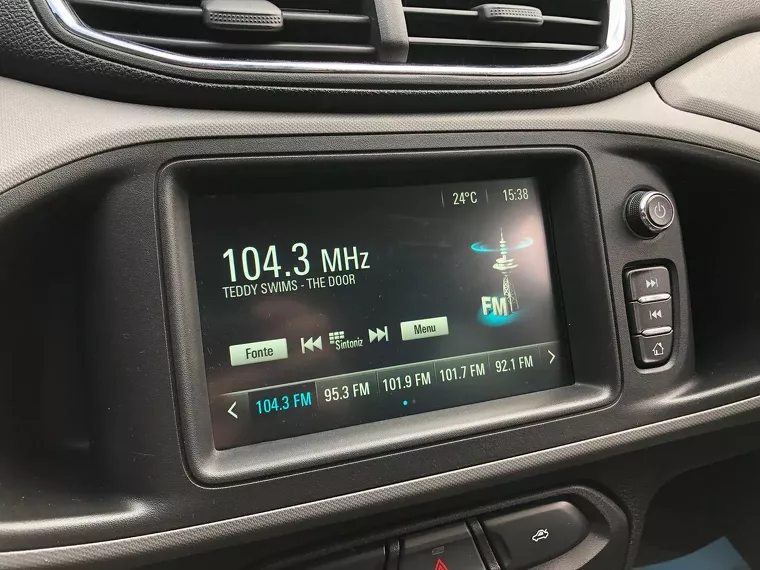 24°C 15:38
104.3 MHz
TEDDY SWIMS - THE DOOR
FM
Fonte Sintoniz Menu
104.3 FM 95.3 FM 101.9 FM 101.7 FM 92.1 FM